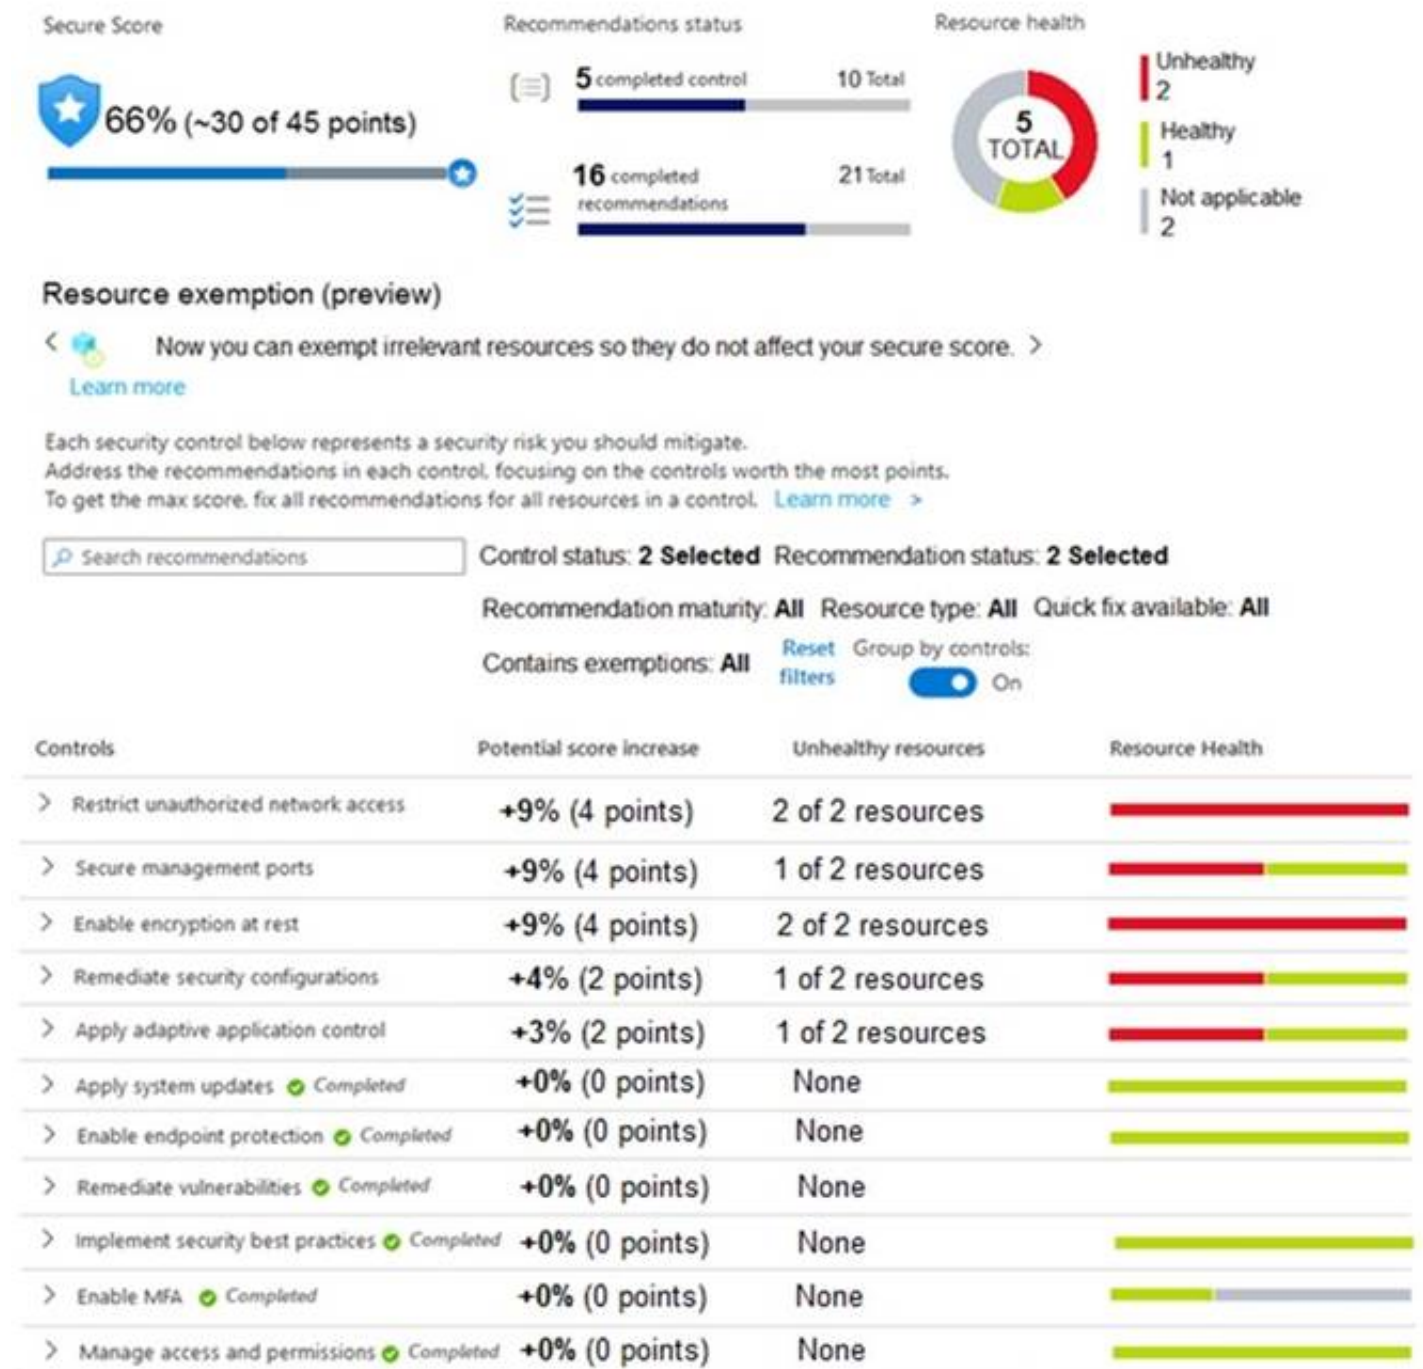 Secure Score
66% (~30 of 45 points)
Recommendations status
5 completed control 10 Total
16 completed 21 Total
recommendations
Resource health
5
TOTAL
Unhealthy
2
Healthy
1
Not applicable
2
Resource exemption (preview)
< Now you can exempt irrelevant resources so they do not affect your secure score. >
Learn more
Each security control below represents a security risk you should mitigate.
Address the recommendations in each control, focusing on the controls worth the most points.
To get the max score, fix all recommendations for all resources in a control. Learn more >
Search recommendations
Control status: 2 Selected Recommendation status: 2 Selected
Recommendation maturity: All Resource type: All Quick fix available: All
Contains exemptions: All Reset filters Group by controls: On
Controls Potential score increase Unhealthy resources Resource Health
> Restrict unauthorized network access +9% (4 points) 2 of 2 resources
> Secure management ports +9% (4 points) 1 of 2 resources
> Enable encryption at rest +9% (4 points) 2 of 2 resources
> Remediate security configurations +4% (2 points) 1 of 2 resources
> Apply adaptive application control +3% (2 points) 1 of 2 resources
> Apply system updates Completed +0% (0 points) None
> Enable endpoint protection Completed +0% (0 points) None
> Remediate vulnerabilities Completed +0% (0 points) None
> Implement security best practices Completed +0% (0 points) None
> Enable MFA Completed +0% (0 points) None
> Manage access and permissions Completed +0% (0 points) None